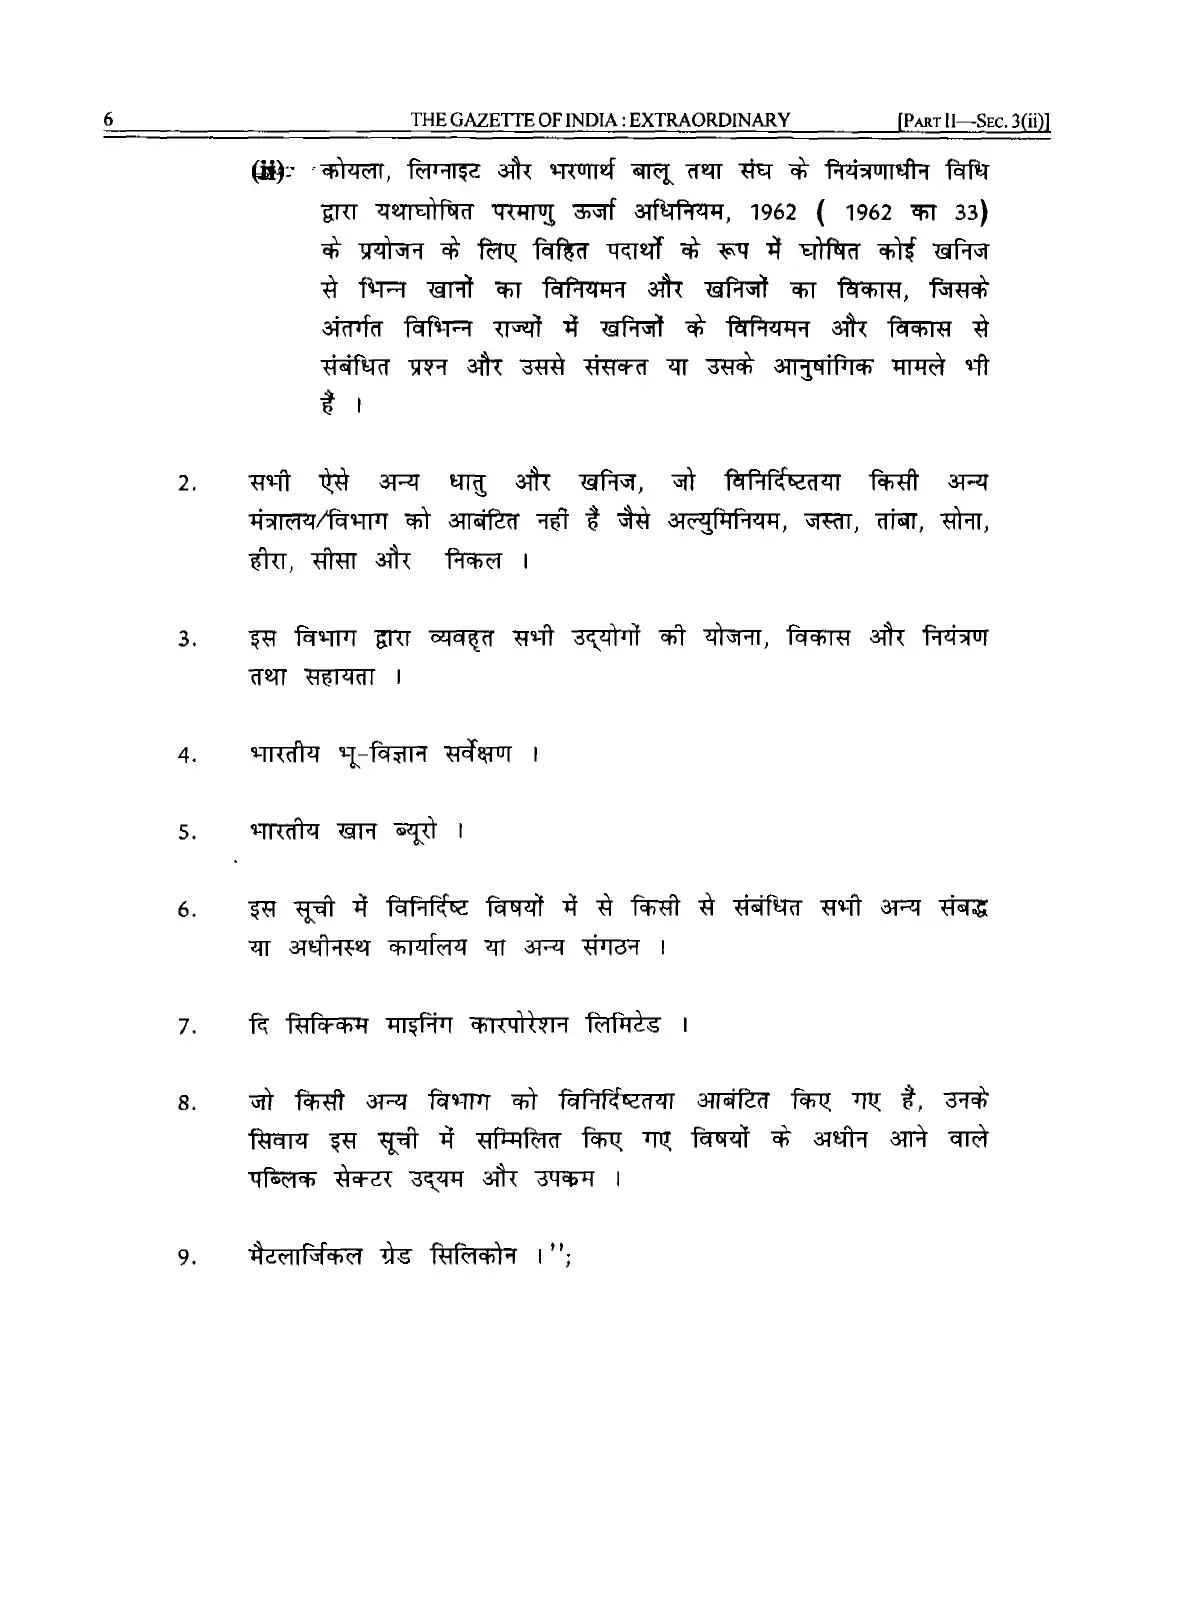 6 THE GAZETTE OF INDIA : EXTRAORDINARY [PART II—SEC. 3(ii)]
(ii) कोयला, लिग्नाइट और भरणार्थ बालू तथा संघ के नियंत्रणाधीन विधि
द्वारा यथाघोषित परमाणु ऊर्जा अधिनियम, 1962 ( 1962 का 33)
के प्रयोजन के लिए विहित पदार्थों के रूप में घोषित कोई खनिज
से भिन्न खानों का विनियमन और खनिजों का विकास, जिसके
अंतर्गत विभिन्न राज्यों में खनिजों के विनियमन और विकास से
संबंधित प्रश्न और उससे संसक्त या उसके आनुषांगिक मामले भी
हैं ।
2. सभी ऐसे अन्य धातु और खनिज, जो विनिर्दिष्टतया किसी अन्य
मंत्रालय/विभाग को आबंटित नहीं हैं जैसे अल्युमिनियम, जस्ता, तांबा, सोना,
हीरा, सीसा और निकल ।
3. इस विभाग द्वारा व्यवहृत सभी उद्योगों की योजना, विकास और नियंत्रण
तथा सहायता ।
4. भारतीय भू-विज्ञान सर्वेक्षण ।
5. भारतीय खान ब्यूरो ।
6. इस सूची में विनिर्दिष्ट विषयों में से किसी से संबंधित सभी अन्य संबद्ध
या अधीनस्थ कार्यालय या अन्य संगठन ।
7. दि सिक्किम माइनिंग कारपोरेशन लिमिटेड ।
8. जो किसी अन्य विभाग को विनिर्दिष्टतया आबंटित किए गए हैं, उनके
सिवाय इस सूची में सम्मिलित किए गए विषयों के अधीन आने वाले
पब्लिक सेक्टर उद्यम और उपक्रम ।
9. मैटलार्जिकल ग्रेड सिलिकोन ।'';